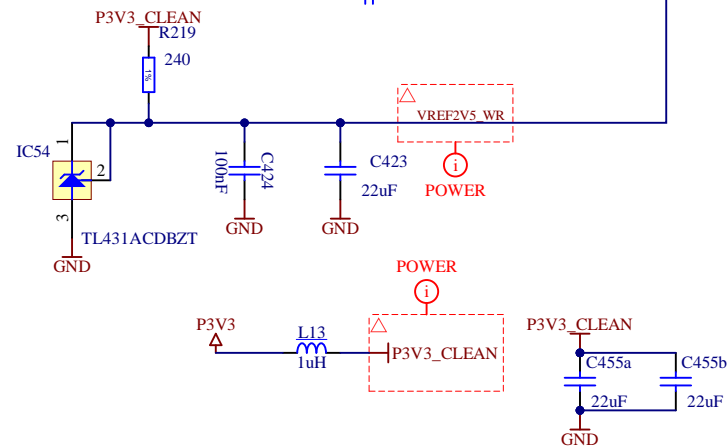 P3V3_CLEAN
R219
240
1%
VREF2V5_WR
1
IC54
2
C424
100nF
C423
22uF
i
POWER
3
GND
GND
TL431ACDBZT
GND
POWER
i
P3V3
L13
1uH
P3V3_CLEAN
P3V3_CLEAN
C455a
C455b
22uF
22uF
GND